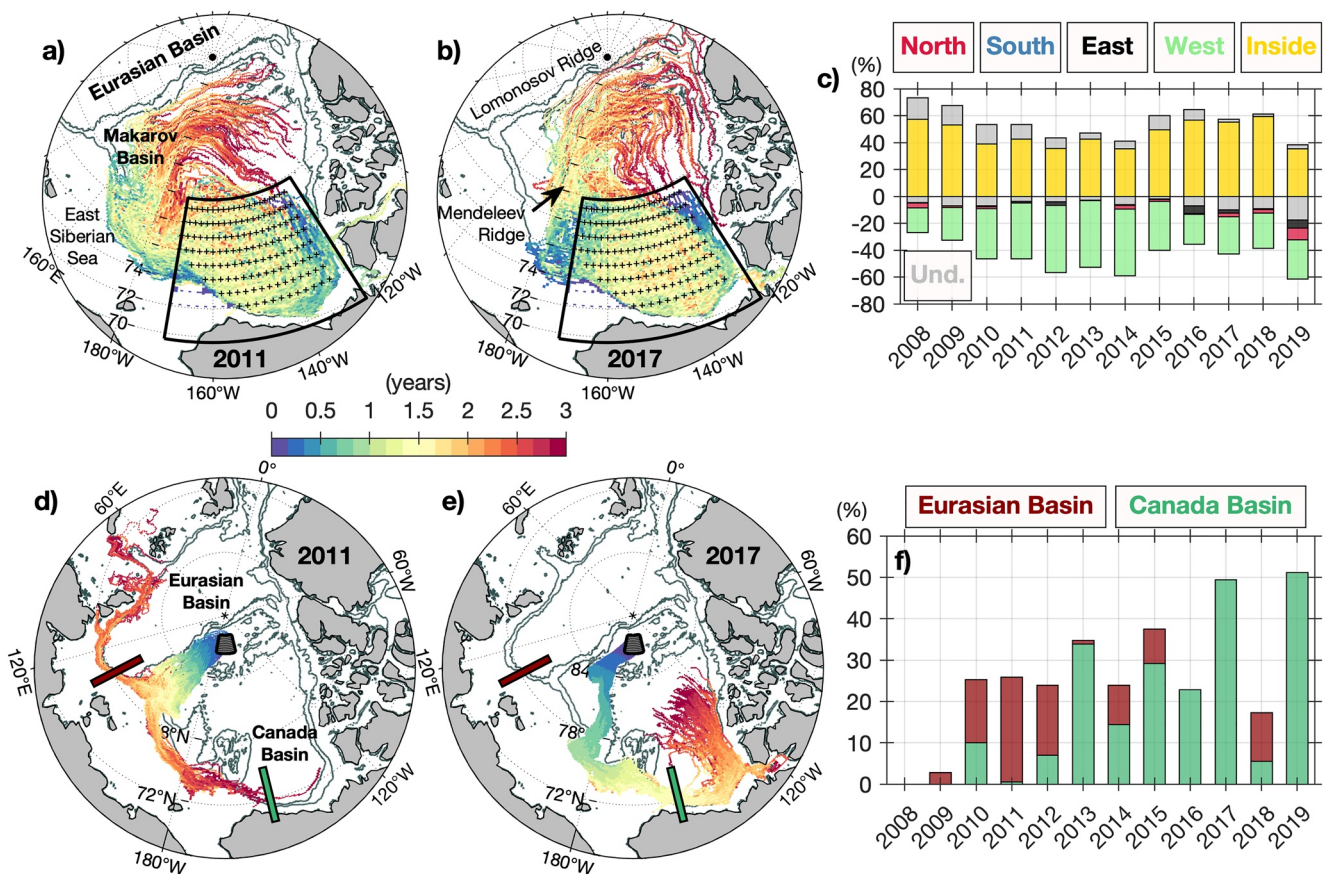 a)
Eurasian Basin
Makarov
Basin
East
Siberian
Sea
160°E
74
72
70
180°W
160°W
140°W
120°W
2011
b)
Lomonosov Ridge
Mendeleev
Ridge
74
72
70
180°W
160°W
140°W
120°W
2017
c)
North
South
East
West
Inside
(%)
80
60
40
20
0
-20
-40
-60
-80
Und.
2008
2009
2010
2011
2012
2013
2014
2015
2016
2017
2018
2019
(years)
0
0.5
1
1.5
2
2.5
3
d)
0°
60°E
2011
60°W
Eurasian
Basin
120°E
8°N
Canada
Basin
72°N
120°W
180°W
e)
0°
60°E
2017
60°W
120°E
84
78°
72°N
120°W
180°W
f)
Eurasian Basin
Canada Basin
(%)
60
50
40
30
20
10
0
2008
2009
2010
2011
2012
2013
2014
2015
2016
2017
2018
2019